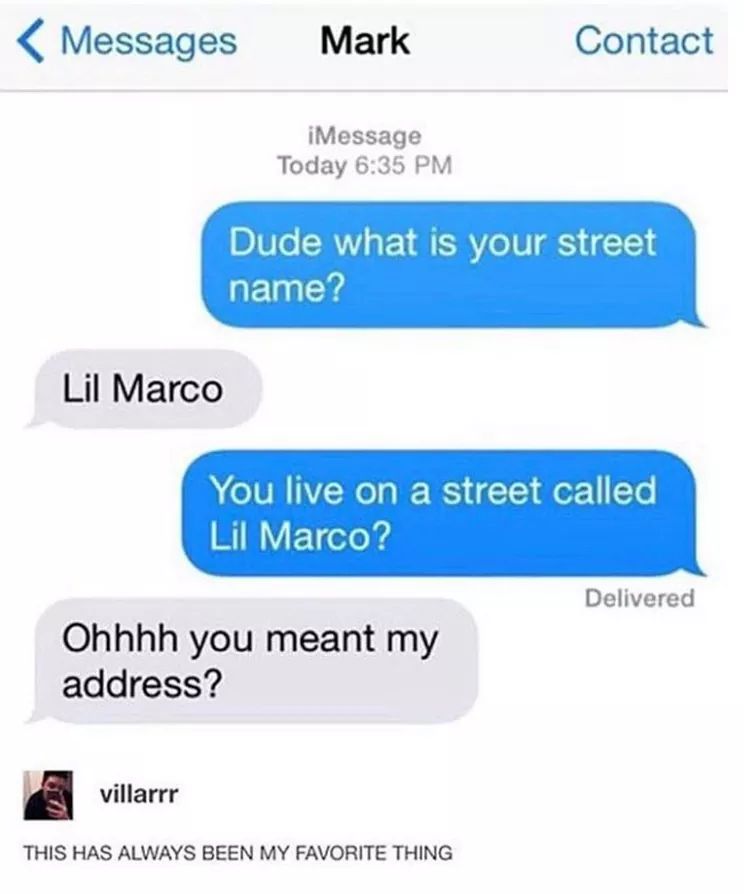 Messages Mark Contact
iMessage
Today 6:35 PM
Dude what is your street
name?
Lil Marco
You live on a street called
Lil Marco?
Delivered
Ohhhh you meant my
address?
villarrr
THIS HAS ALWAYS BEEN MY FAVORITE THING